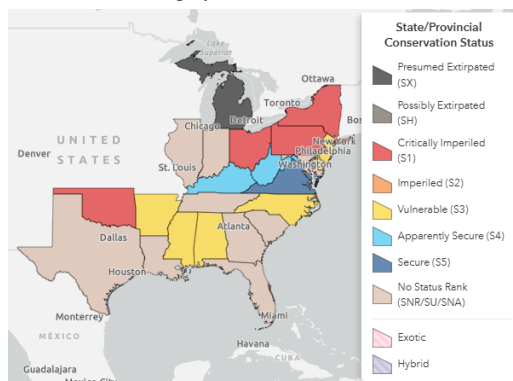 State/Provincial
Conservation Status
Presumed Extirpated
(SX)
Possibly Extirpated
(SH)
Critically Imperiled
(S1)
Imperiled (S2)
Vulnerable (S3)
Apparently Secure (S4)
Secure (S5)
No Status Rank
(SNR/SU/SNA)
Exotic
Hybrid
Lake
Superior
Ottawa
Toronto
Detroit
Chicago
New York
Philadelphia
UNITED
STATES
Denver
St. Louis
Washington
Dallas
Atlanta
Houston
Monterrey
Miami
MÉXICO
Havana
CUBA
Guadalajara